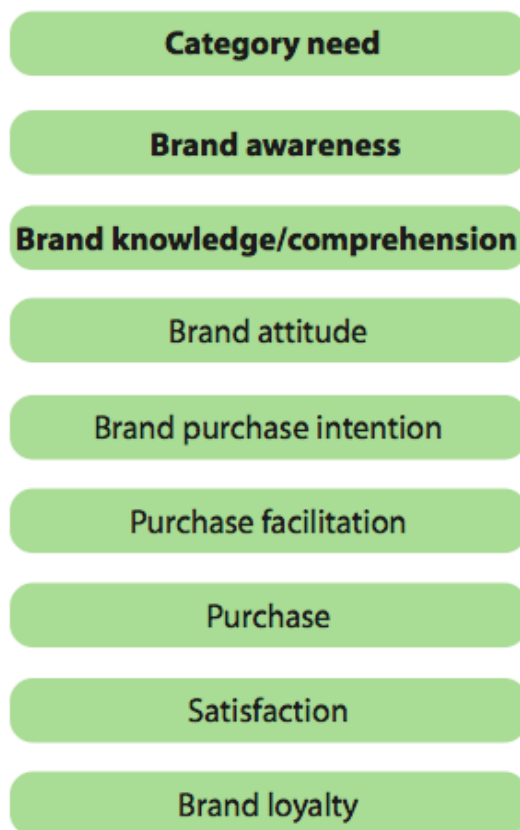 Category need
Brand awareness
Brand knowledge/comprehension
Brand attitude
Brand purchase intention
Purchase facilitation
Purchase
Satisfaction
Brand loyalty